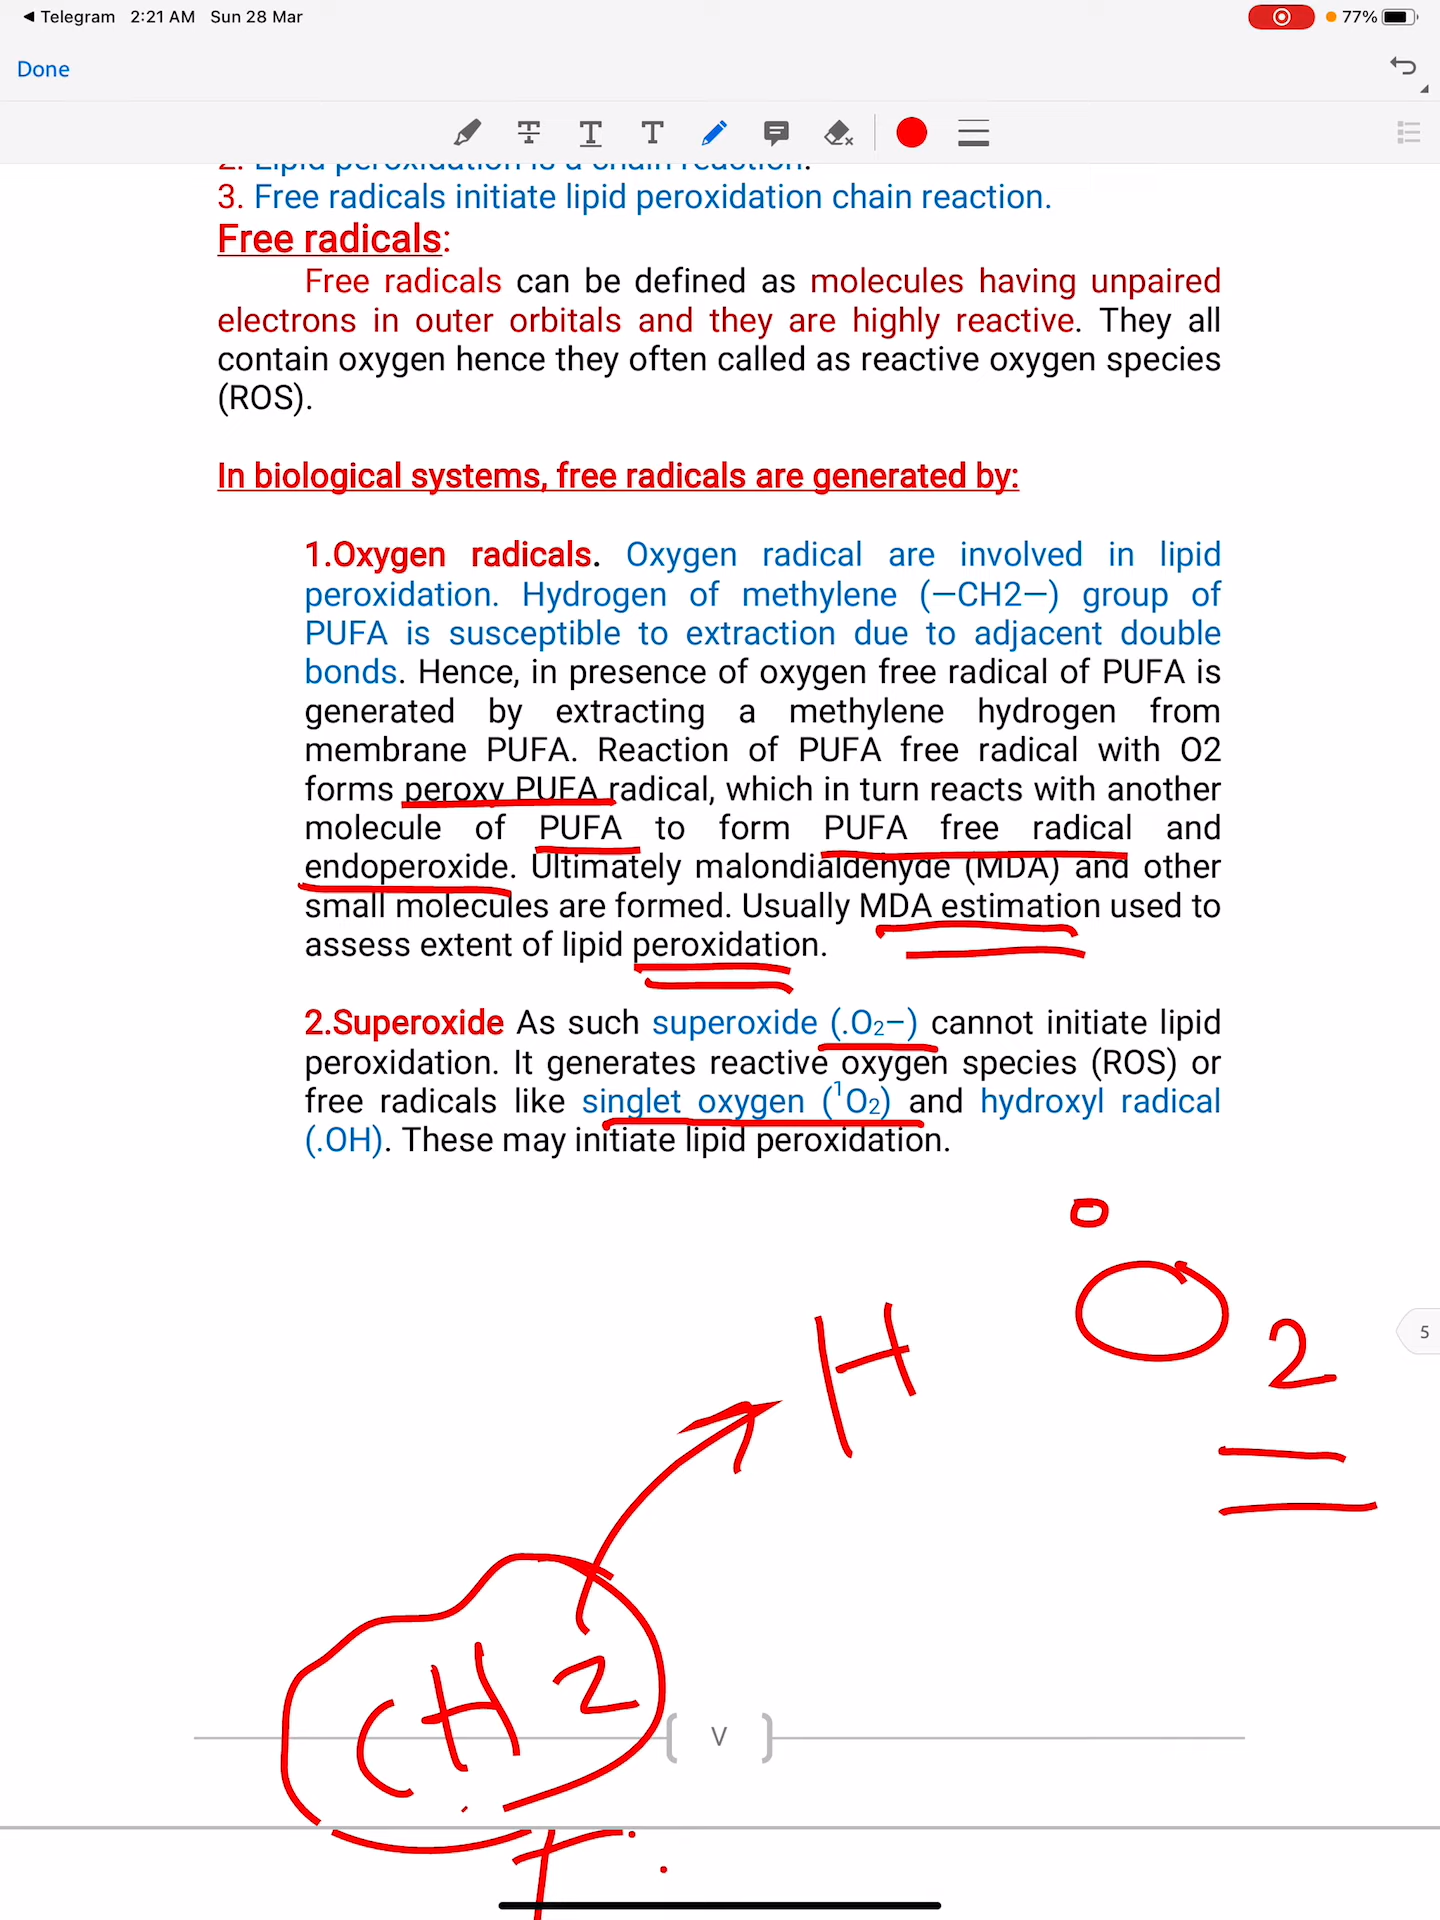 ◀ Telegram 2:21 AM Sun 28 Mar 77%
Done
2. Lipid peroxidation is a chain reaction.
3. Free radicals initiate lipid peroxidation chain reaction.
Free radicals:
Free radicals can be defined as molecules having unpaired
electrons in outer orbitals and they are highly reactive. They all
contain oxygen hence they often called as reactive oxygen species
(ROS).
In biological systems, free radicals are generated by:
1.Oxygen radicals. Oxygen radical are involved in lipid
peroxidation. Hydrogen of methylene (—CH2—) group of
PUFA is susceptible to extraction due to adjacent double
bonds. Hence, in presence of oxygen free radical of PUFA is
generated by extracting a methylene hydrogen from
membrane PUFA. Reaction of PUFA free radical with O2
forms peroxy PUFA radical, which in turn reacts with another
molecule of PUFA to form PUFA free radical and
endoperoxide. Ultimately malondialdehyde (MDA) and other
small molecules are formed. Usually MDA estimation used to
assess extent of lipid peroxidation.
2.Superoxide As such superoxide (.O₂–) cannot initiate lipid
peroxidation. It generates reactive oxygen species (ROS) or
free radicals like singlet oxygen (¹O₂) and hydroxyl radical
(.OH). These may initiate lipid peroxidation.
H O2
5
CH2
V